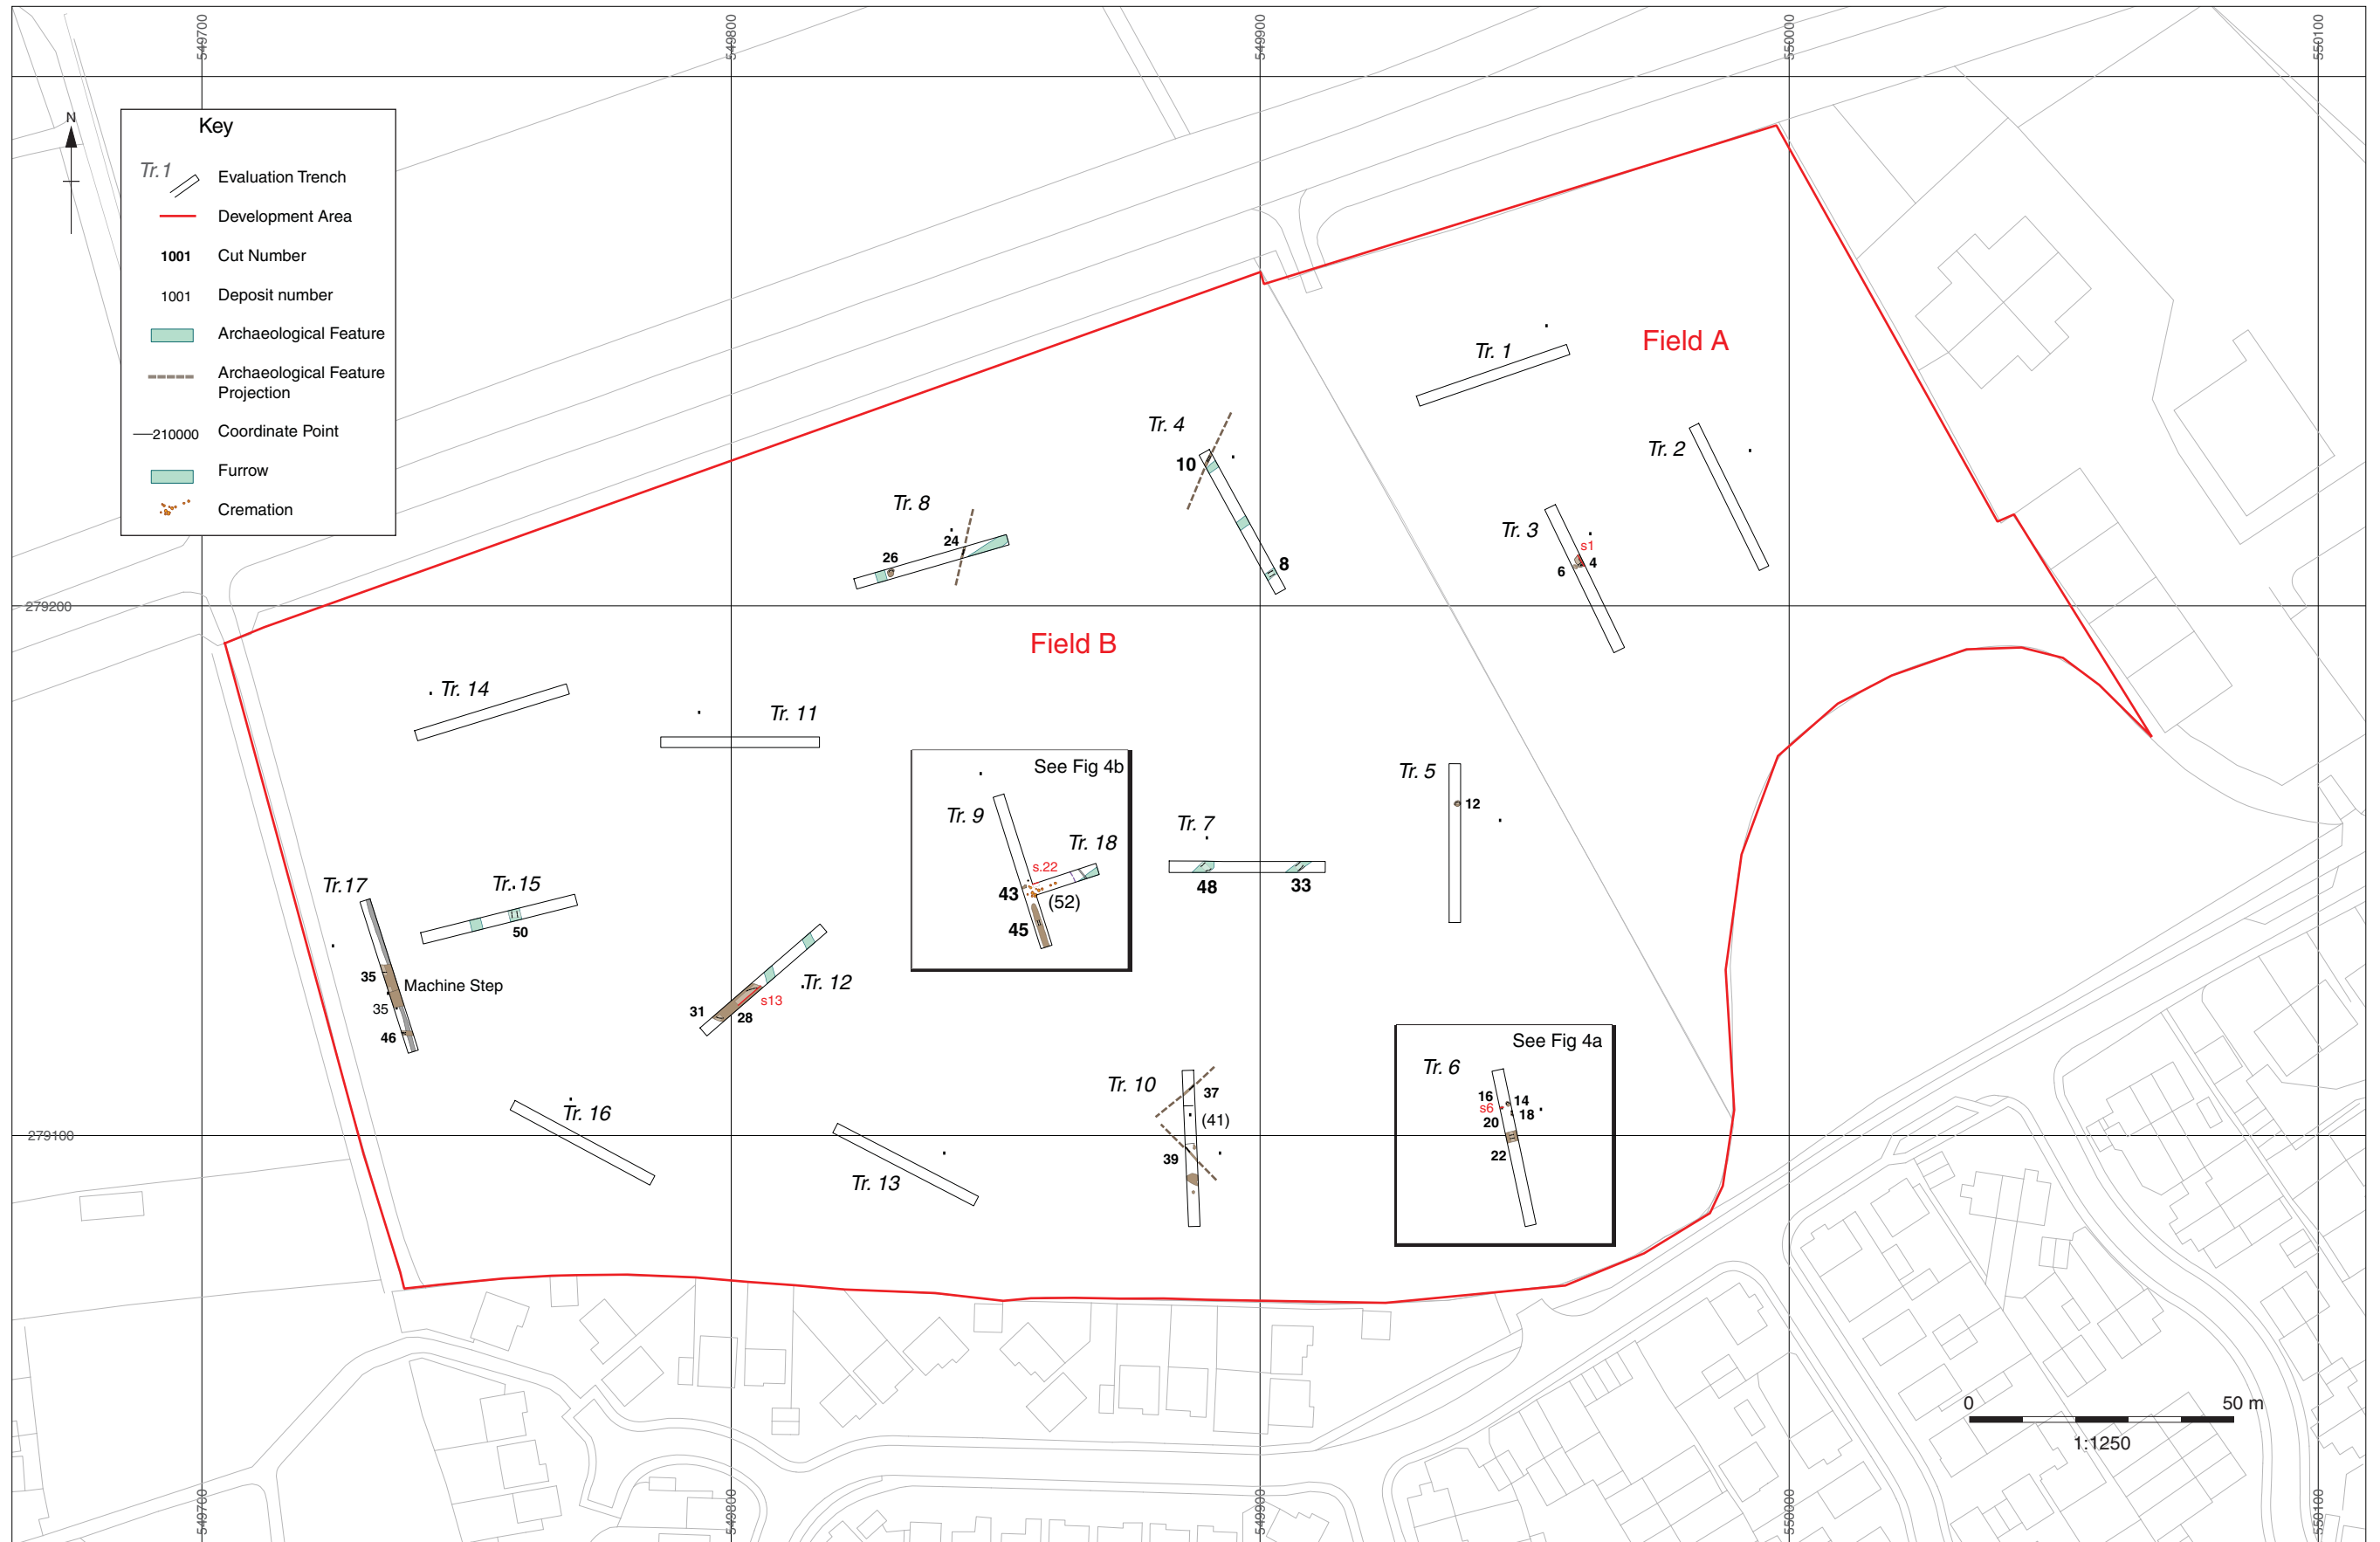 549700
549800
549900
550000
550100
N
Key
Tr.1
Evaluation Trench
Development Area
1001
Cut Number
1001
Deposit number
Archaeological Feature
Archaeological Feature
Projection
210000
Coordinate Point
Furrow
Cremation
Field A
Tr. 1
Tr. 2
Tr. 3
s1
4
6
Tr. 4
10
8
Tr. 8
24
26
279200
Field B
Tr. 14
Tr. 11
See Fig 4b
Tr. 9
Tr. 18
s.22
43
(52)
45
Tr. 7
48
33
Tr. 5
12
Tr.17
Tr. 15
50
35
Machine Step
35
46
Tr. 12
s13
31
28
Tr. 16
Tr. 13
Tr. 10
37
(41)
39
See Fig 4a
Tr. 6
16
14
s6
18
20
22
279100
0
50 m
1:1250
549700
549800
549900
550000
550100